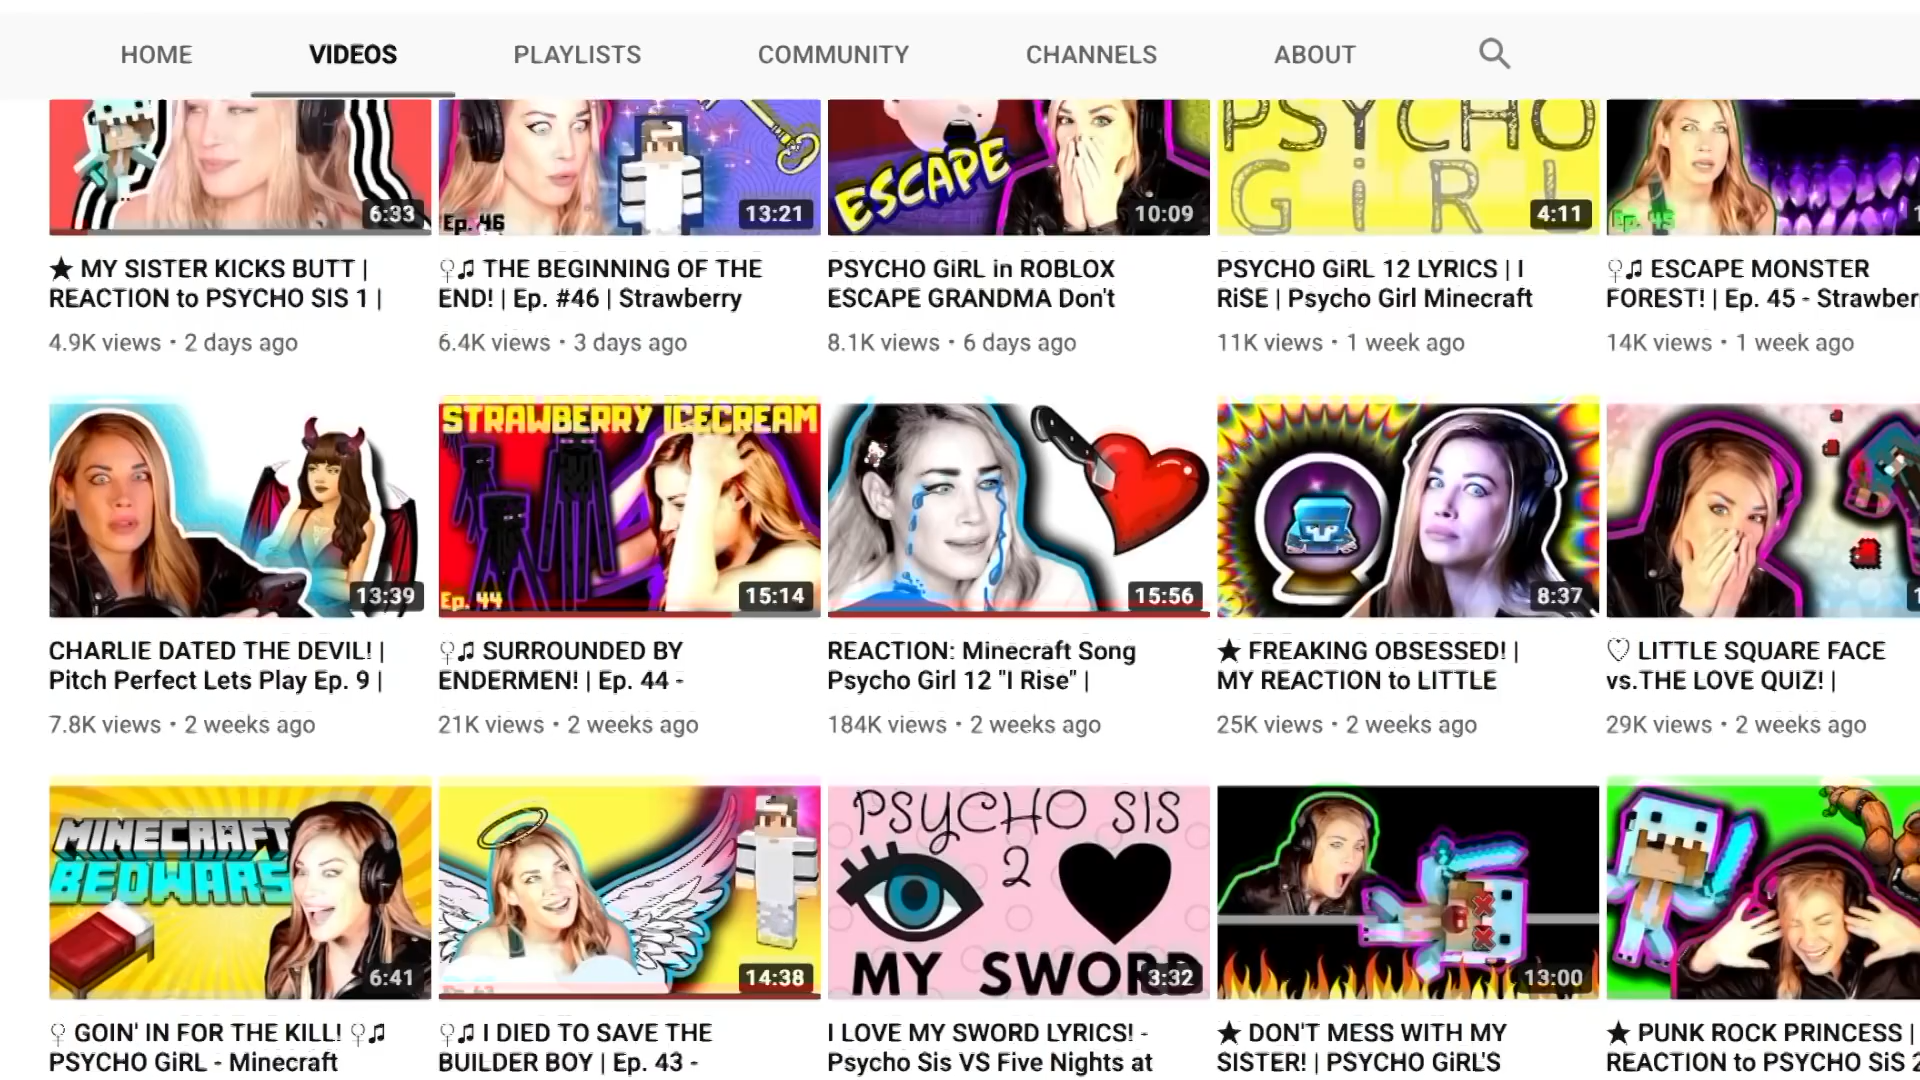 HOME VIDEOS PLAYLISTS COMMUNITY CHANNELS ABOUT
6:33
Ep. 46
13:21
ESCAPE
10:09
PSYCHO
GiRL
4:11
Ep. 45
★ MY SISTER KICKS BUTT |
REACTION to PSYCHO SIS 1 |
4.9K views • 2 days ago
♀♫ THE BEGINNING OF THE
END! | Ep. #46 | Strawberry
6.4K views • 3 days ago
PSYCHO GiRL in ROBLOX
ESCAPE GRANDMA Don't
8.1K views • 6 days ago
PSYCHO GiRL 12 LYRICS | I
RiSE | Psycho Girl Minecraft
11K views • 1 week ago
♀♫ ESCAPE MONSTER
FOREST! | Ep. 45 - Strawber
14K views • 1 week ago
13:39
STRAWBERRY ICECREAM
Ep. 44
15:14
15:56
8:37
CHARLIE DATED THE DEVIL! |
Pitch Perfect Lets Play Ep. 9 |
7.8K views • 2 weeks ago
♀♫ SURROUNDED BY
ENDERMEN! | Ep. 44 -
21K views • 2 weeks ago
REACTION: Minecraft Song
Psycho Girl 12 "I Rise" |
184K views • 2 weeks ago
★ FREAKING OBSESSED! |
MY REACTION to LITTLE
25K views • 2 weeks ago
♡ LITTLE SQUARE FACE
vs.THE LOVE QUIZ! |
29K views • 2 weeks ago
MINECRAFT
BEDWARS
6:41
14:38
PSYCHO SIS
2
MY SWORD
3:32
13:00
♀ GOIN' IN FOR THE KILL! ♀♫
PSYCHO GiRL - Minecraft
♀♫ I DIED TO SAVE THE
BUILDER BOY | Ep. 43 -
I LOVE MY SWORD LYRICS! -
Psycho Sis VS Five Nights at
★ DON'T MESS WITH MY
SISTER! | PSYCHO GiRL'S
★ PUNK ROCK PRINCESS |
REACTION to PSYCHO SiS 2